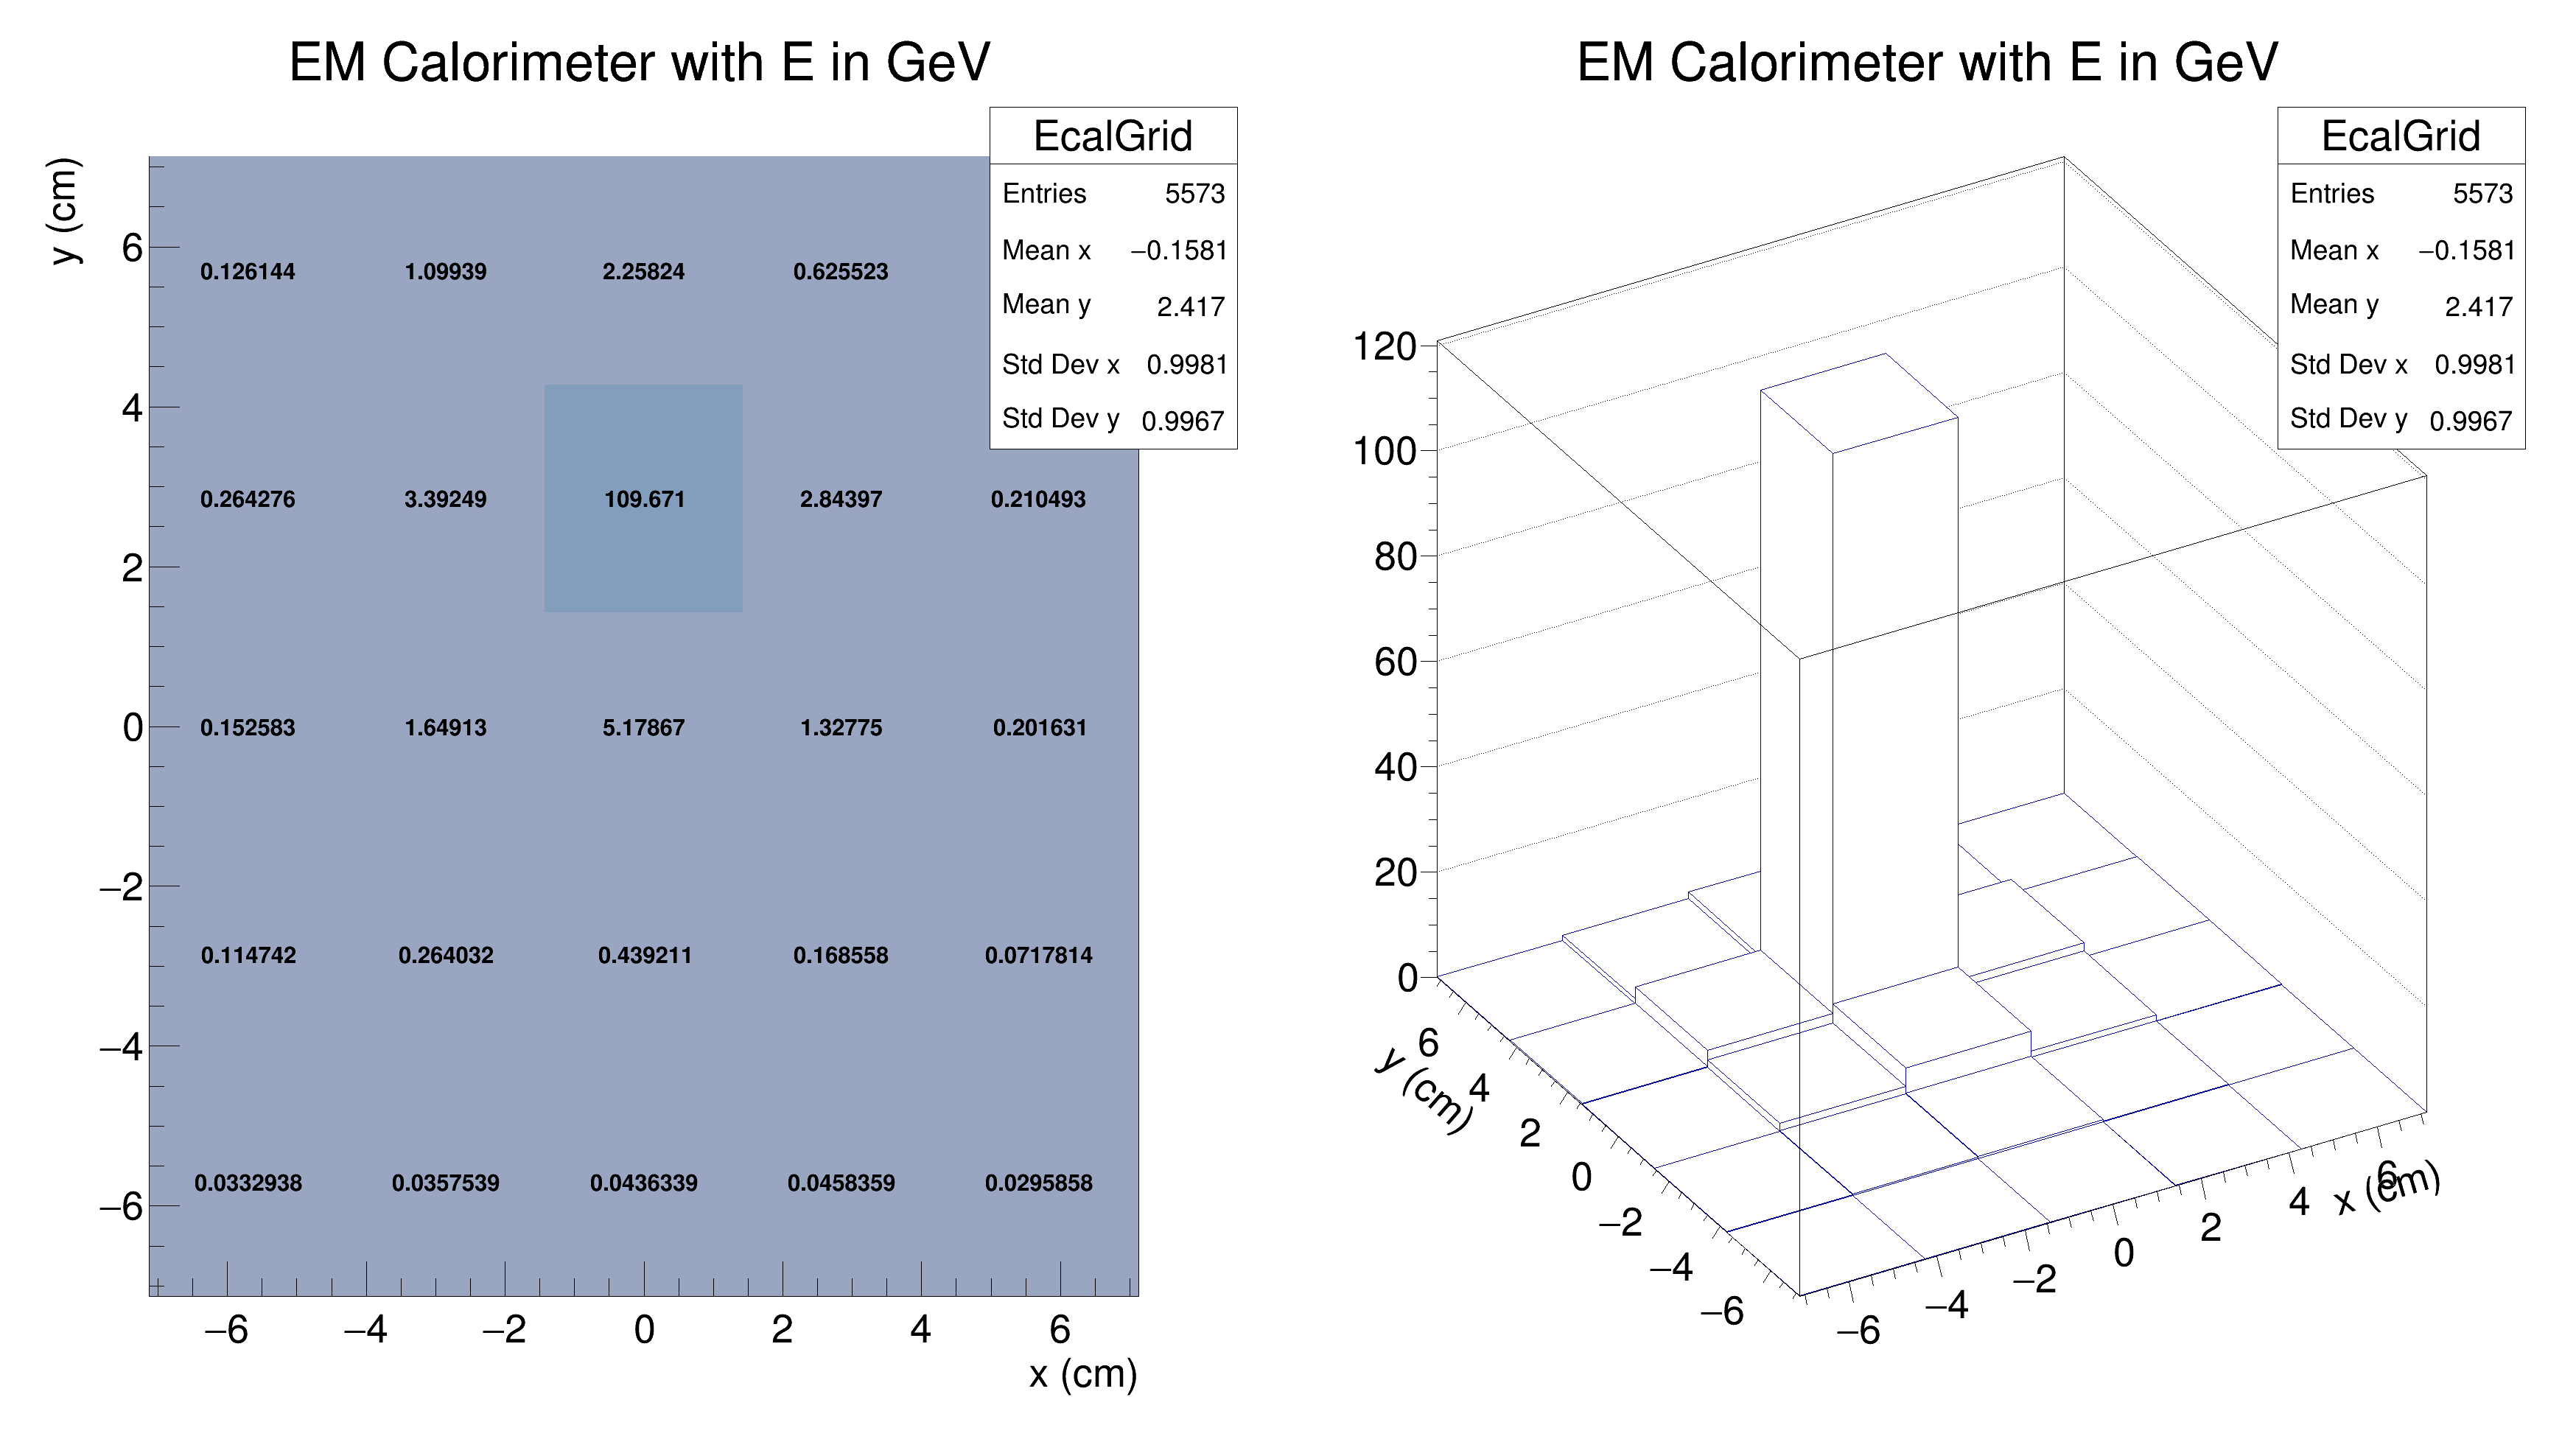 EM Calorimeter with E in GeV
EcalGrid
Entries 5573
Mean x −0.1581
Mean y 2.417
Std Dev x 0.9981
Std Dev y 0.9967
y (cm)
6
4
2
0
−2
−4
−6
0.126144 1.09939 2.25824 0.625523
0.264276 3.39249 109.671 2.84397 0.210493
0.152583 1.64913 5.17867 1.32775 0.201631
0.114742 0.264032 0.439211 0.168558 0.0717814
0.0332938 0.0357539 0.0436339 0.0458359 0.0295858
−6 −4 −2 0 2 4 6
x (cm)
EM Calorimeter with E in GeV
EcalGrid
Entries 5573
Mean x −0.1581
Mean y 2.417
Std Dev x 0.9981
Std Dev y 0.9967
120
100
80
60
40
20
0
y (cm)
6
4
2
0
−2
−4
−6
−6 −4 −2 0 2 4 6
x (cm)